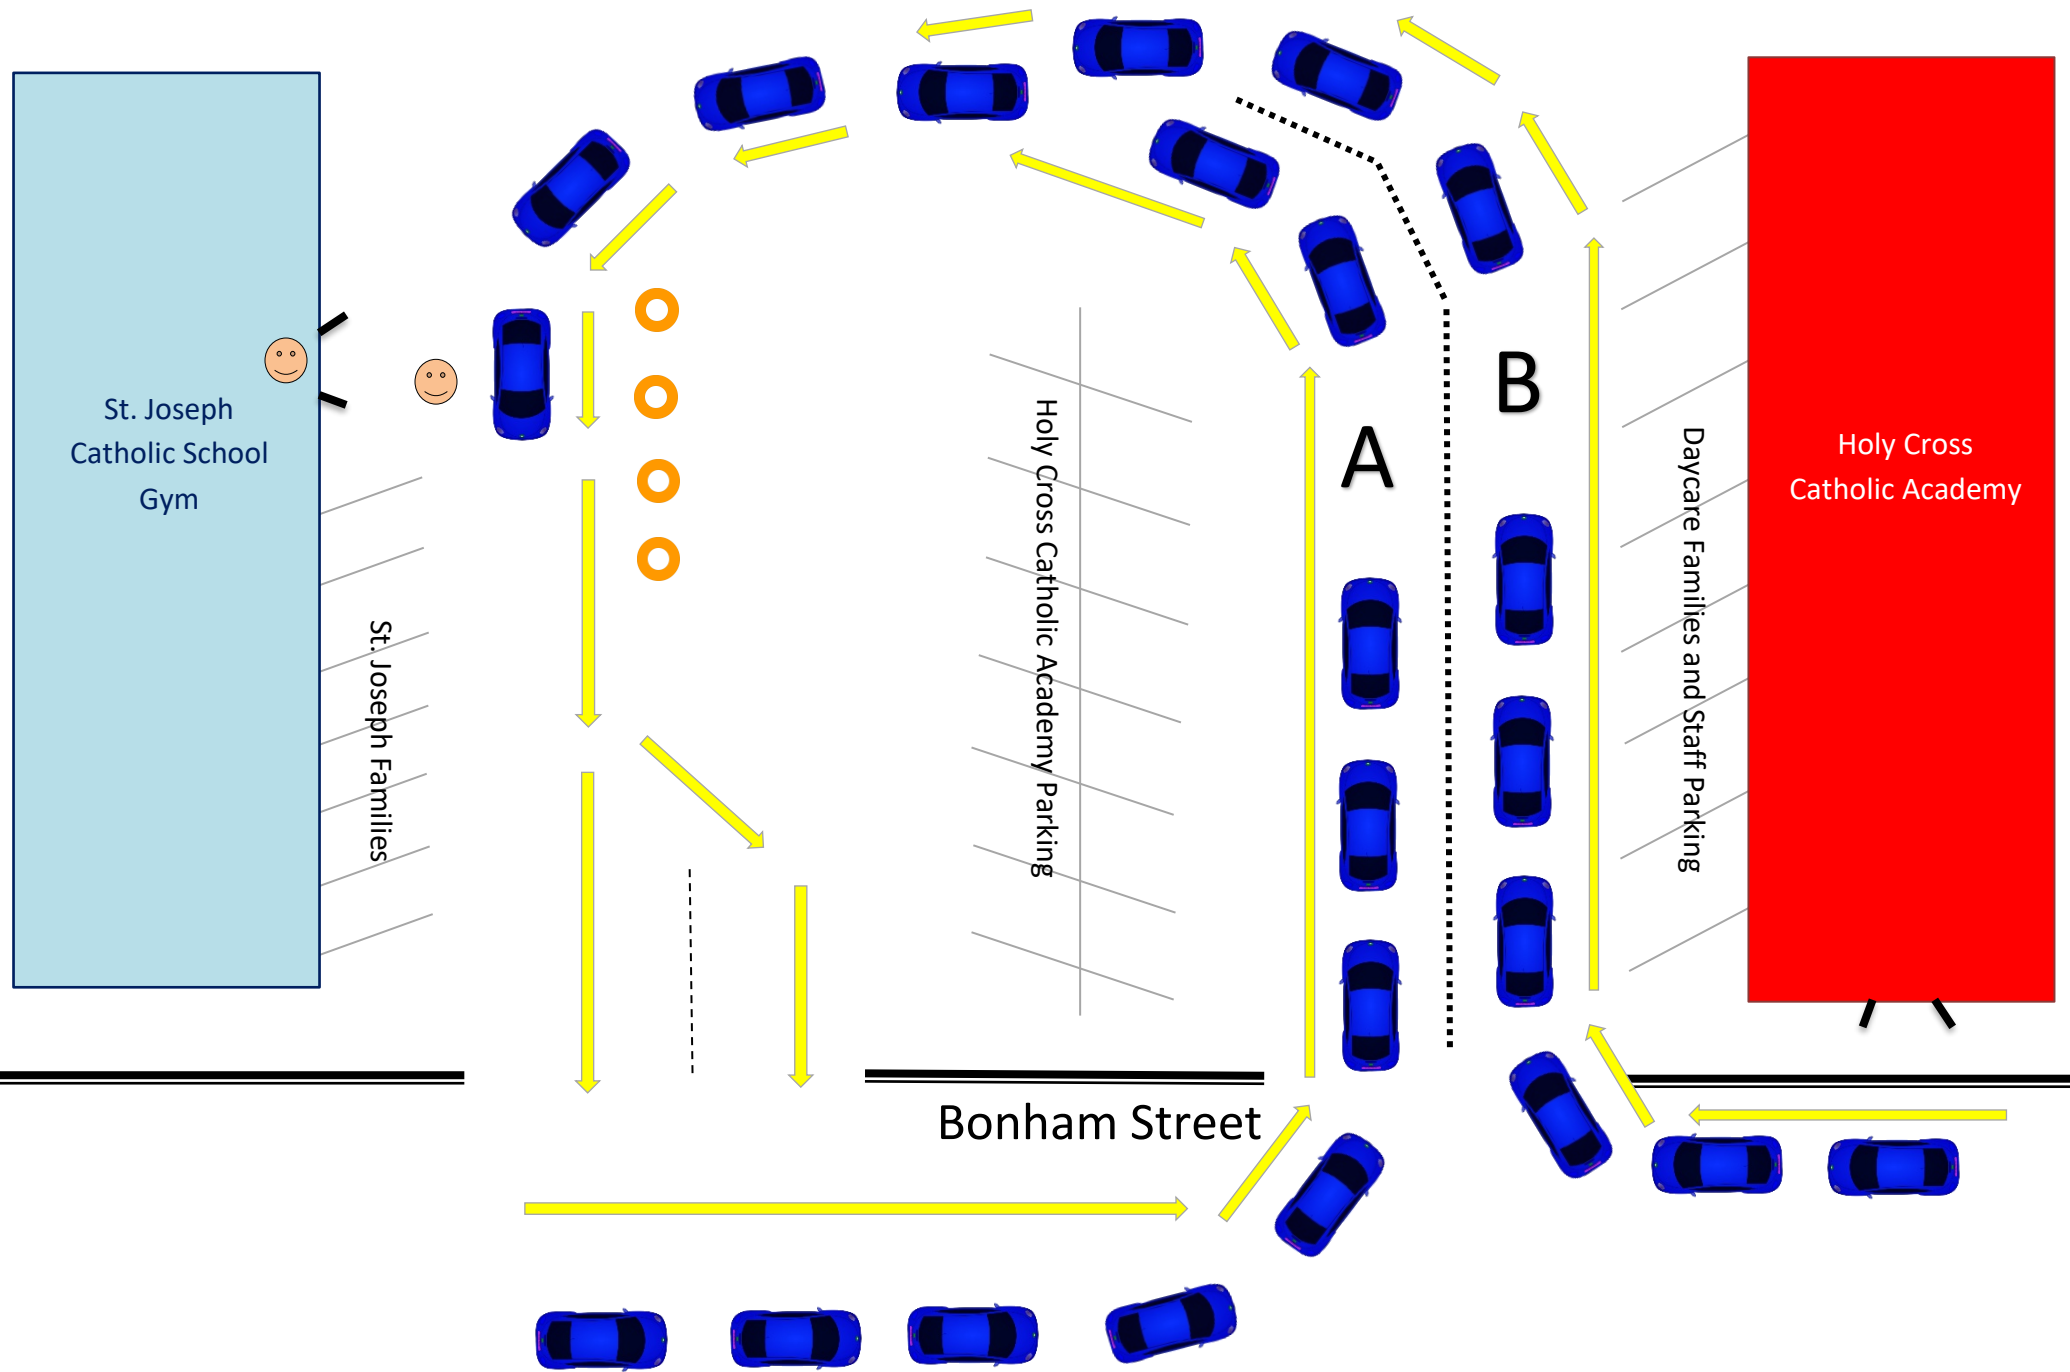 B
A
St. Joseph
Catholic School
Gym
Holy Cross
Catholic Academy
St. Joseph Families
Holy Cross Catholic Academy Parking
Daycare Families and Staff Parking
Bonham Street